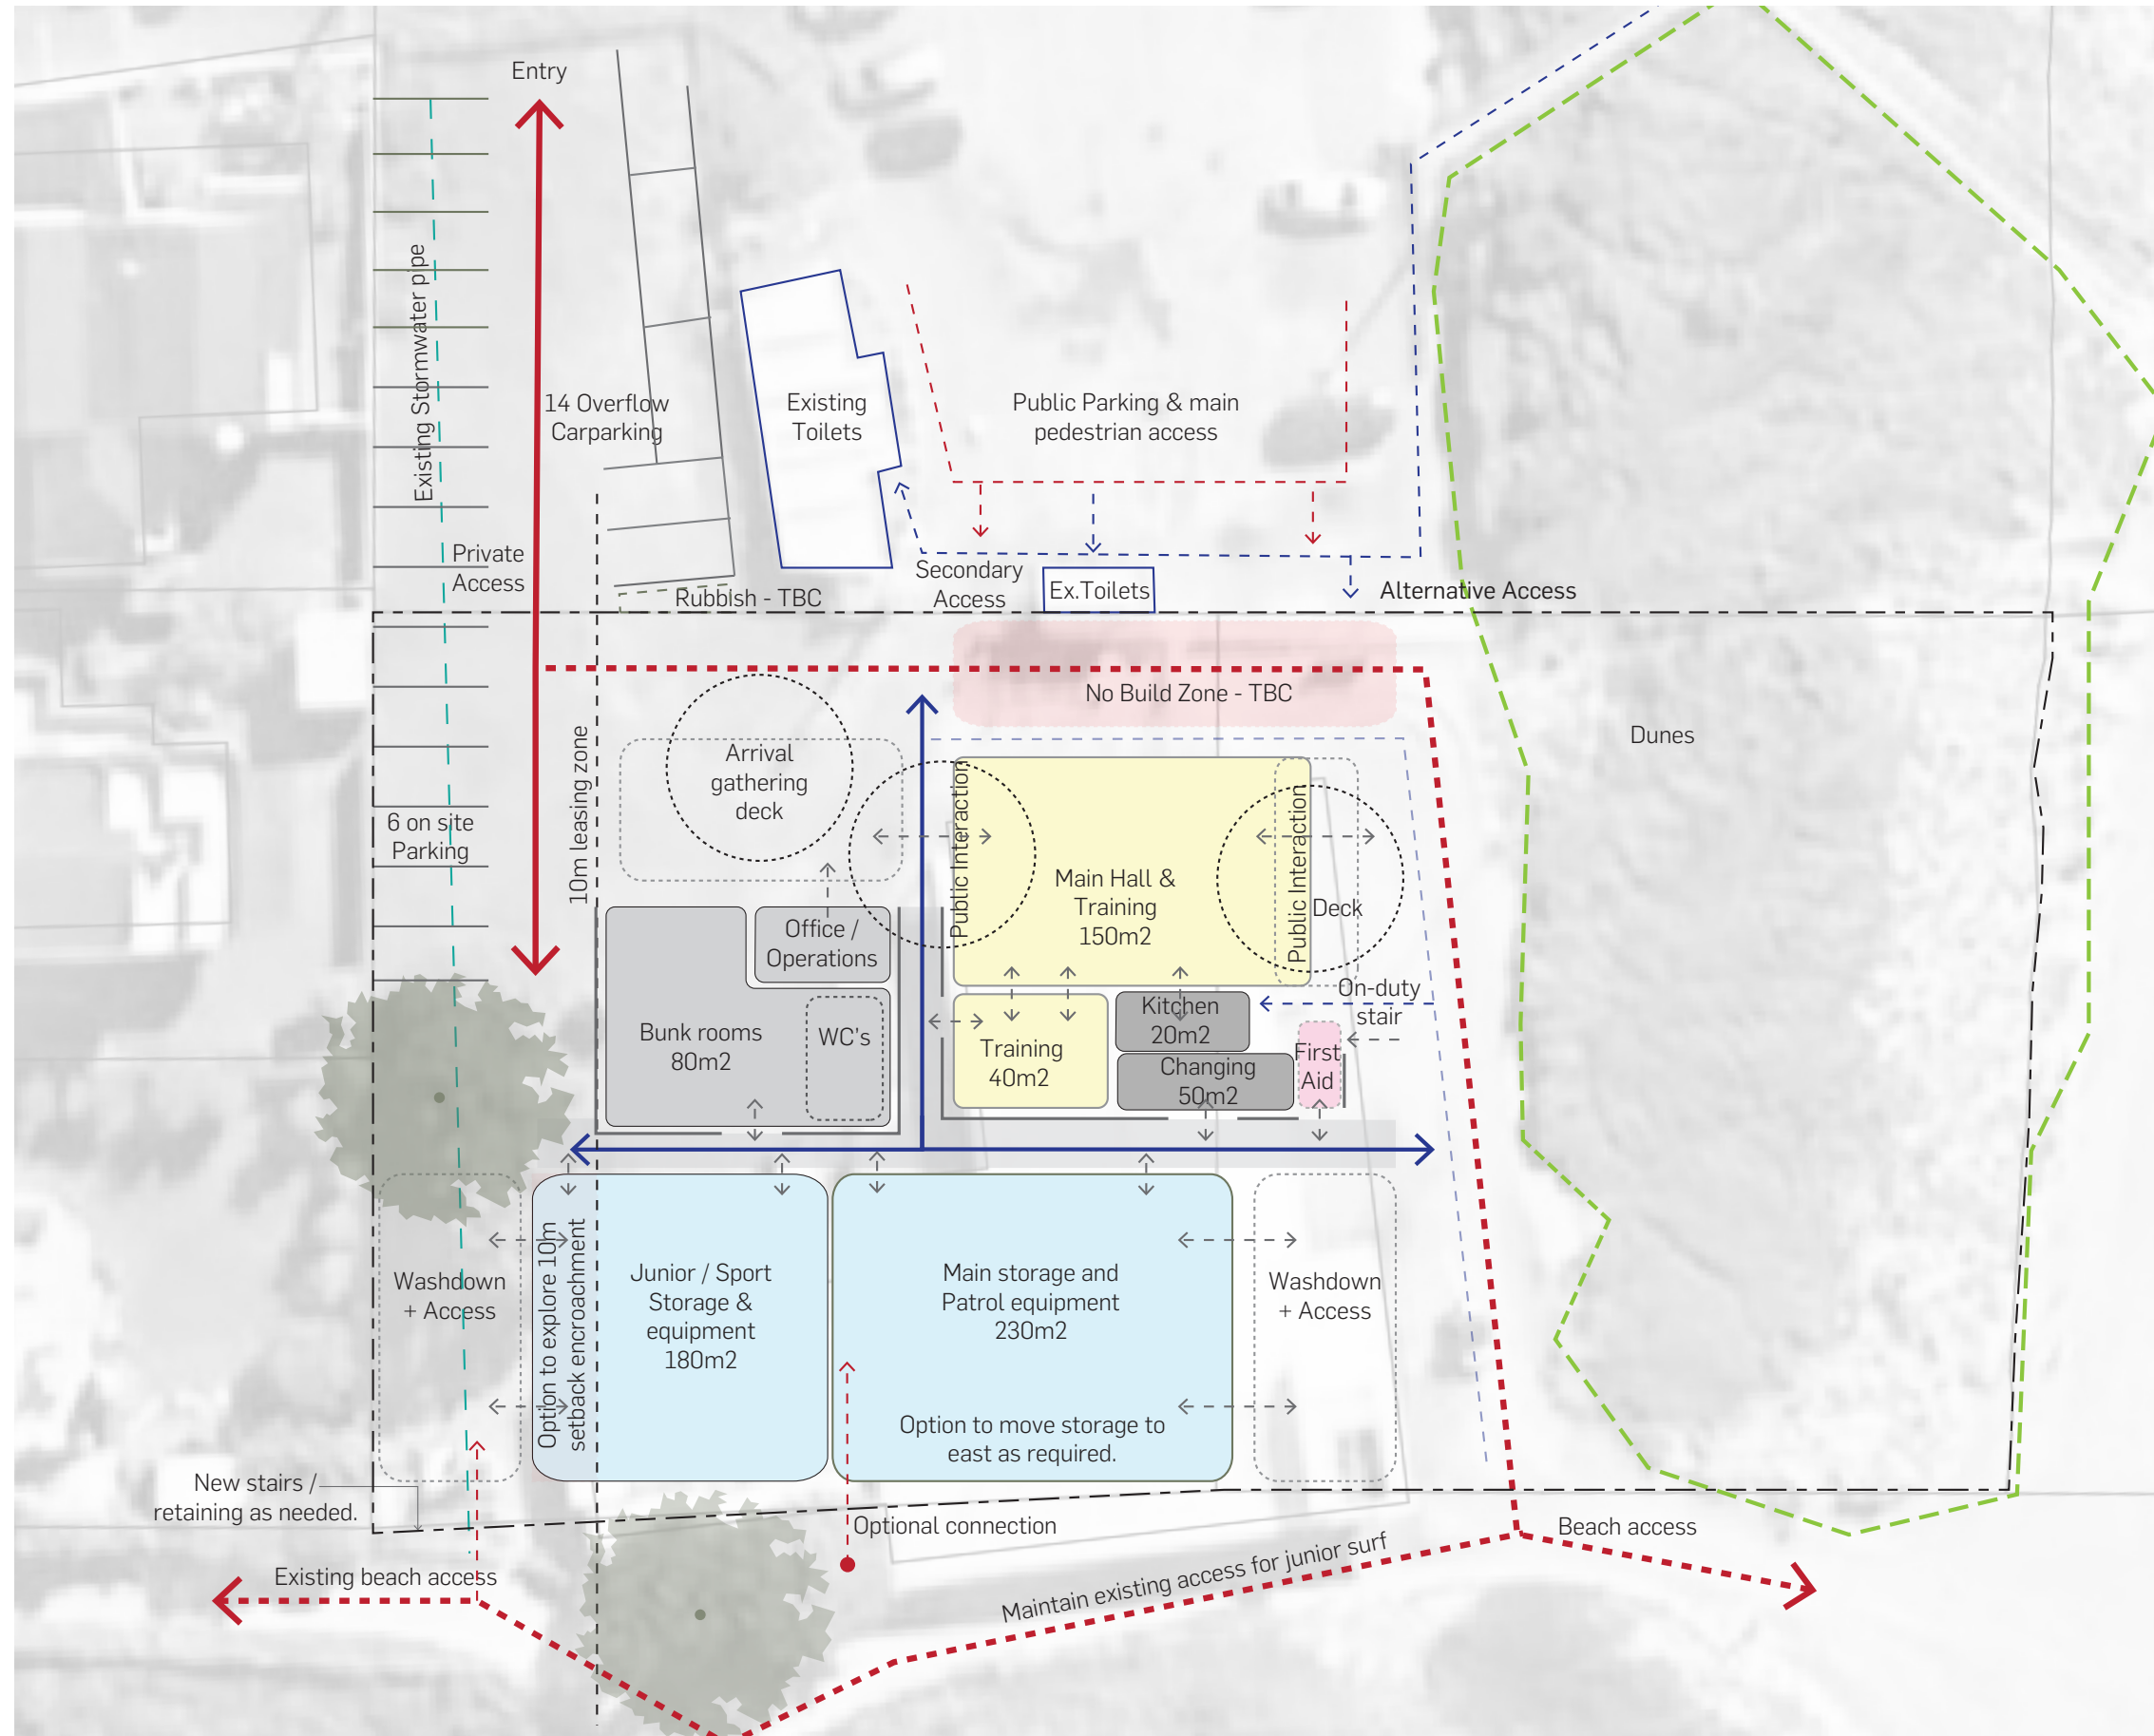 Entry
Existing Stormwater pipe
14 Overflow
Carparking
Existing
Toilets
Public Parking & main
pedestrian access
Private
Access
Secondary
Access
Ex.Toilets
Alternative Access
Rubbish - TBC
No Build Zone - TBC
Dunes
10m leasing zone
Arrival
gathering
deck
Public Interaction
Public Interaction
6 on site
Parking
Main Hall &
Training
150m2
Deck
Office /
Operations
On-duty
stair
Bunk rooms
80m2
WC's
Training
40m2
Kitchen
20m2
Changing
50m2
First
Aid
Washdown
+ Access
Option to explore 10m
setback encroachment
Junior / Sport
Storage &
equipment
180m2
Main storage and
Patrol equipment
230m2
Washdown
+ Access
Option to move storage to
east as required.
New stairs /
retaining as needed.
Optional connection
Beach access
Existing beach access
Maintain existing access for junior surf